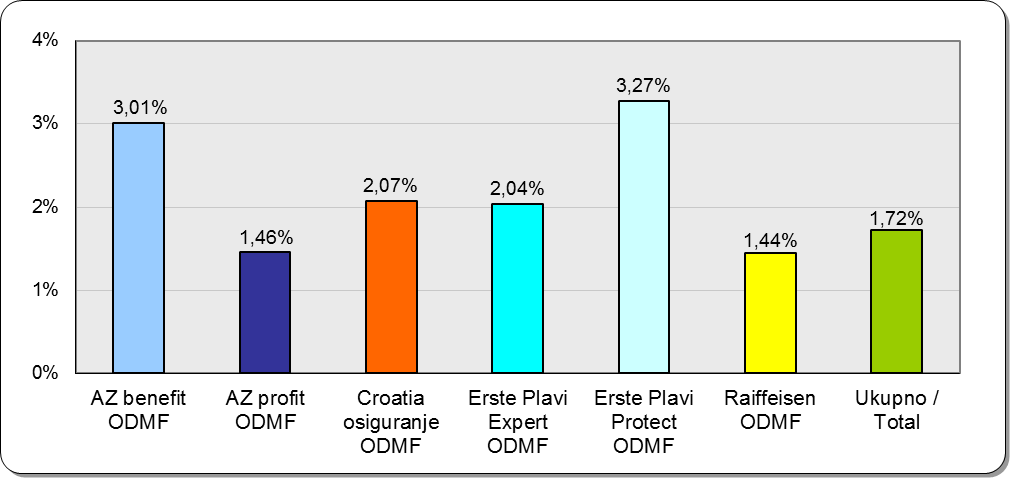 4%
3%
2%
1%
0%
3,01%
1,46%
2,07%
2,04%
3,27%
1,44%
1,72%
AZ benefit
ODMF
AZ profit
ODMF
Croatia
osiguranje
ODMF
Erste Plavi
Expert
ODMF
Erste Plavi
Protect
ODMF
Raiffeisen
ODMF
Ukupno /
Total